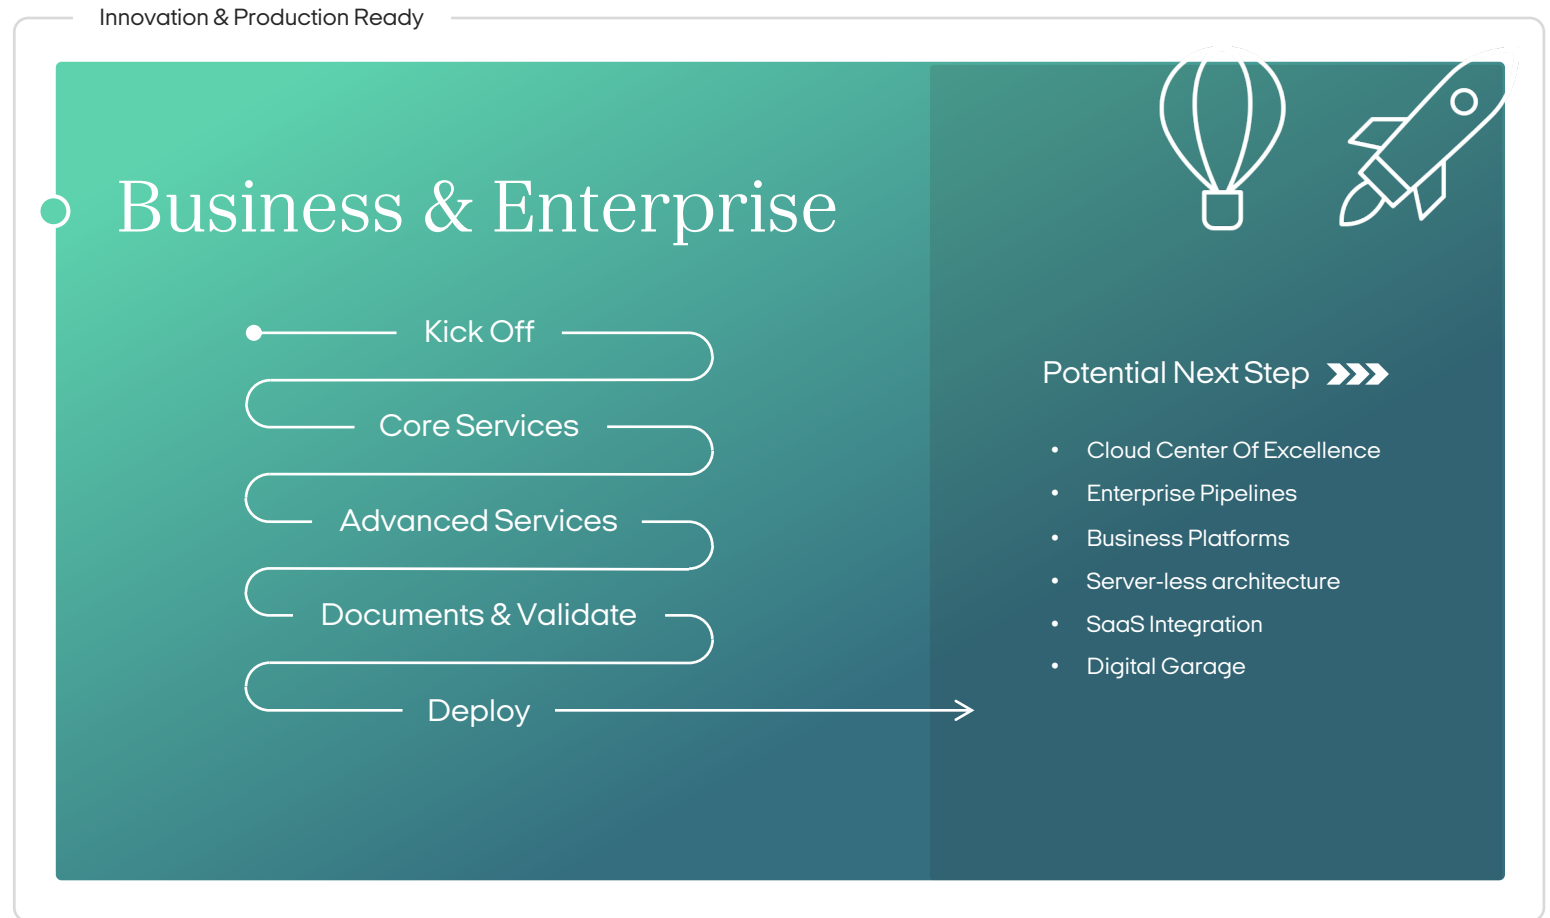 Innovation & Production Ready
Business & Enterprise
Kick Off
Core Services
Advanced Services
Documents & Validate
Deploy
Potential Next Step
• Cloud Center Of Excellence
• Enterprise Pipelines
• Business Platforms
• Server-less architecture
• SaaS Integration
• Digital Garage